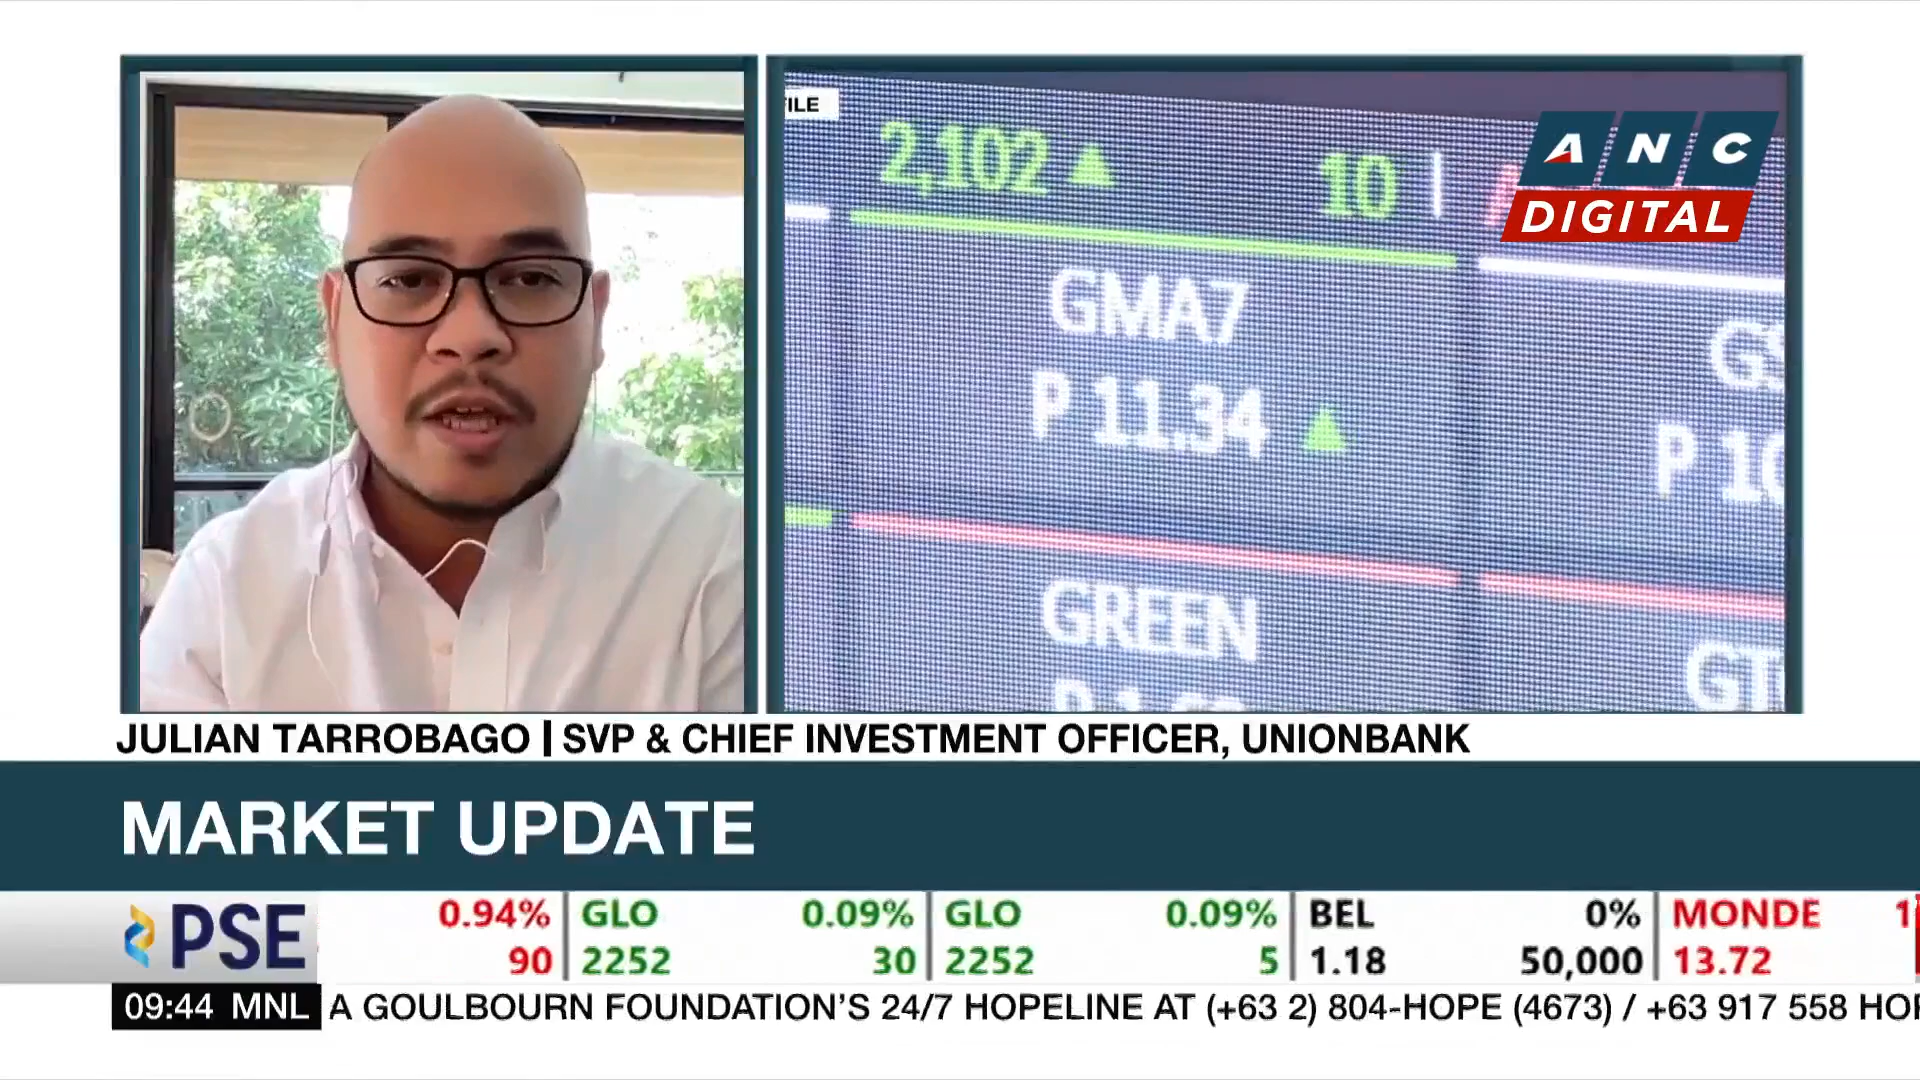 FILE
2,102 ▲ 10
GMA7
P 11.34 ▲
GREEN
GT
ANC
DIGITAL
JULIAN TARROBAGO | SVP & CHIEF INVESTMENT OFFICER, UNIONBANK
MARKET UPDATE
PSE
0.94% GLO 0.09% GLO 0.09% BEL 0% MONDE
90 2252 30 2252 5 1.18 50,000 13.72
09:44 MNL A GOULBOURN FOUNDATION'S 24/7 HOPELINE AT (+63 2) 804-HOPE (4673) / +63 917 558